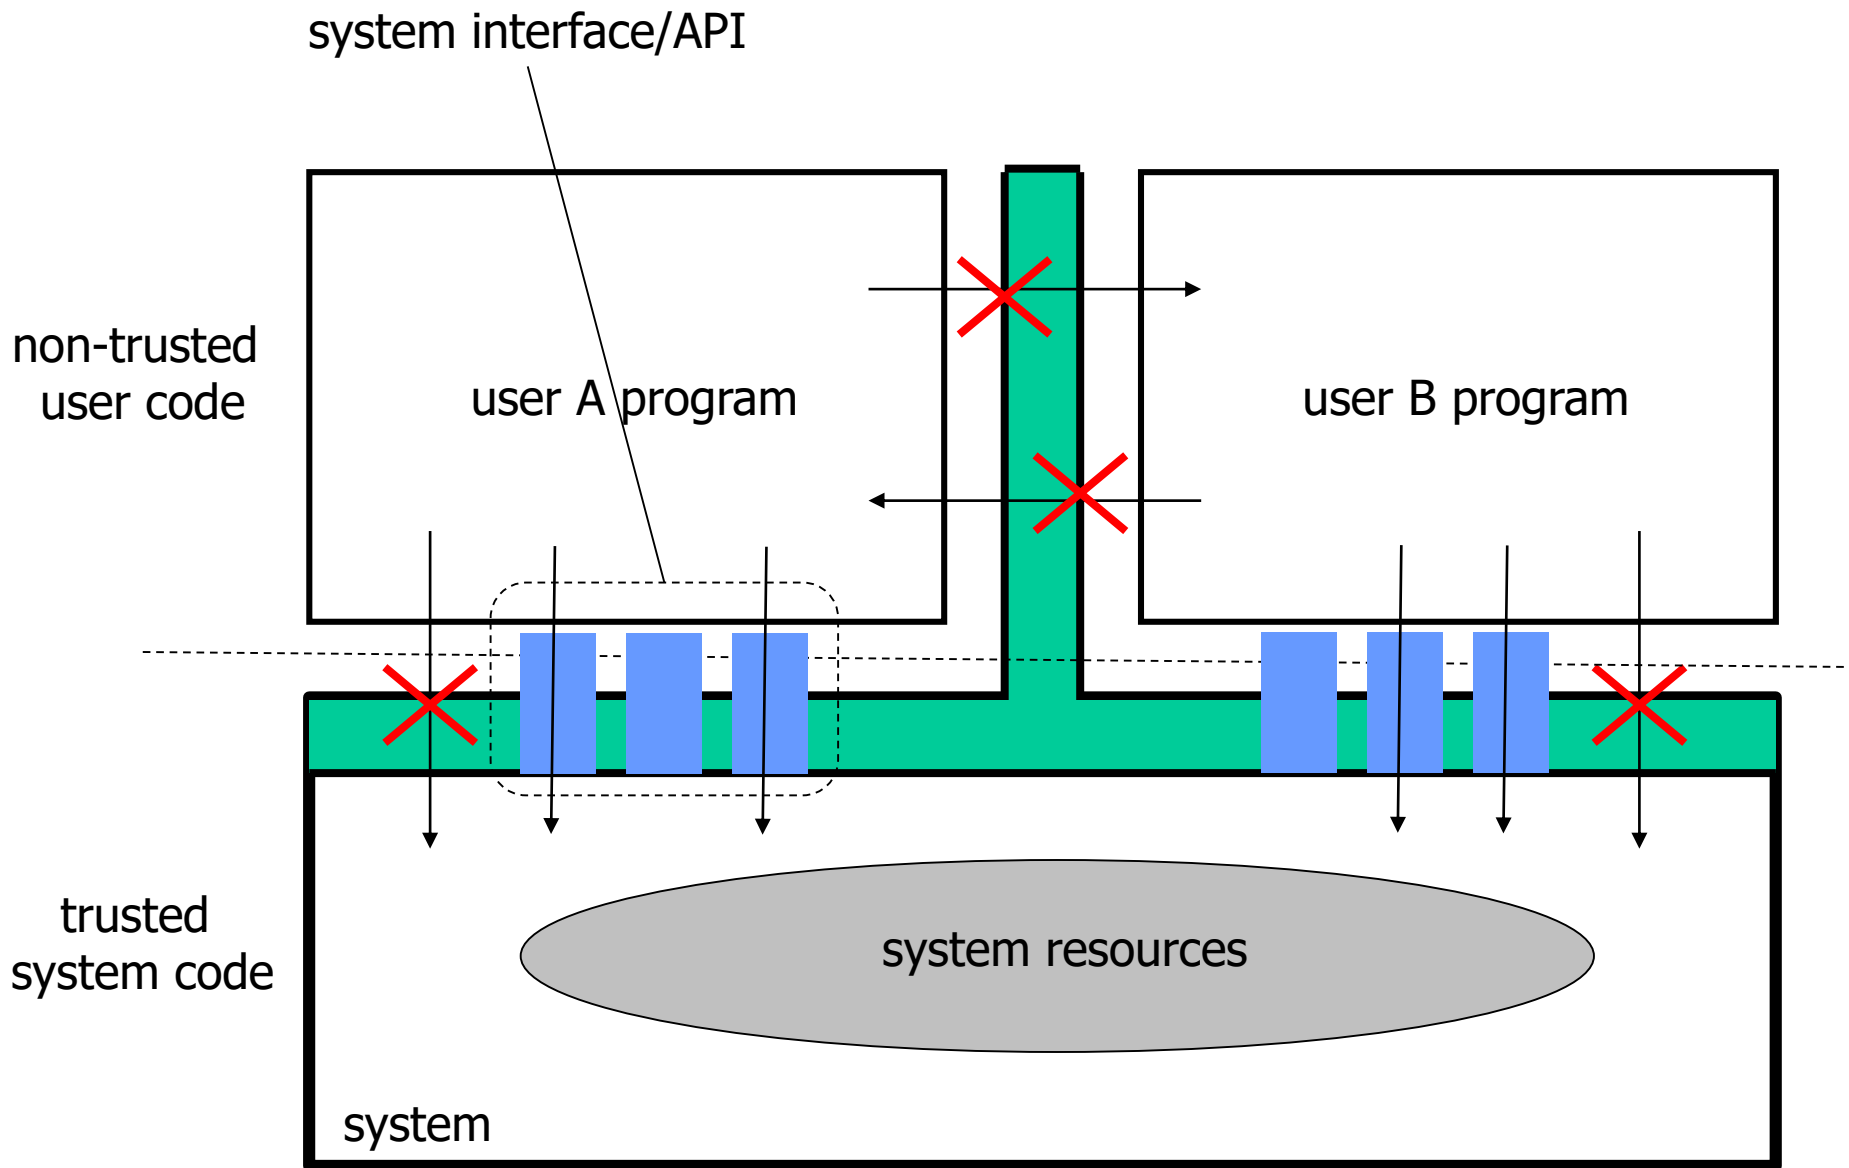 system interface/API
non-trusted
user code
user A program
user B program
trusted
system code
system resources
system